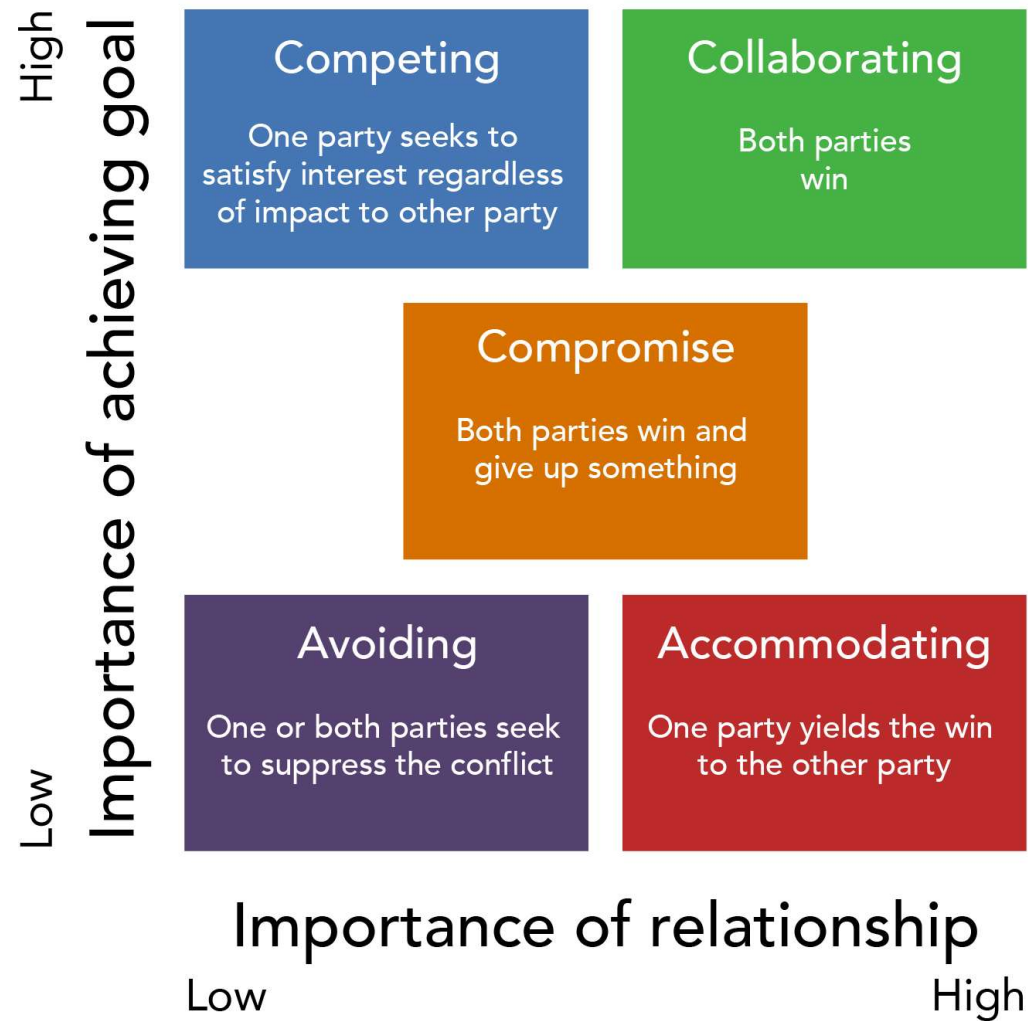 High
Importance of achieving goal
Low
Competing
One party seeks to
satisfy interest regardless
of impact to other party
Collaborating
Both parties
win
Compromise
Both parties win and
give up something
Avoiding
One or both parties seek
to suppress the conflict
Accommodating
One party yields the win
to the other party
Importance of relationship
Low
High